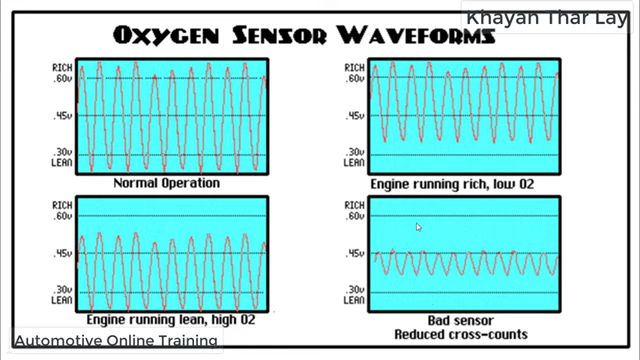 Khayan Thar Lay
OXYGEN SENSOR WAVEFORMS
RICH
.60v
.45v
.30v
LEAN
Normal Operation
RICH
.60v
.45v
.30v
LEAN
Engine running rich, low O2
RICH
.60v
.45v
.30v
LEAN
Engine running lean, high O2
RICH
.60v
.45v
.30v
LEAN
Bad sensor
Reduced cross-counts
Automotive Online Training